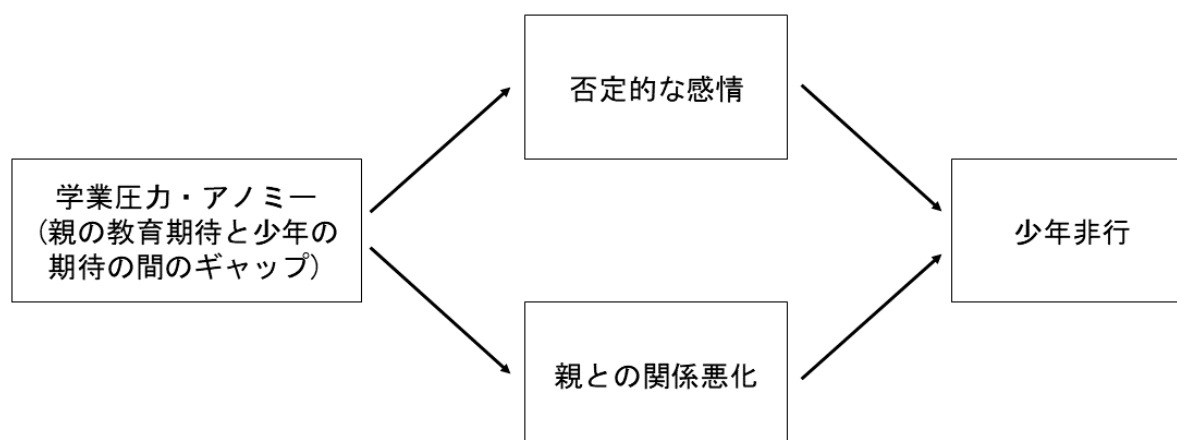 否定的な感情
学業圧力・アノミー
(親の教育期待と少年の
期待の間のギャップ)
少年非行
親との関係悪化